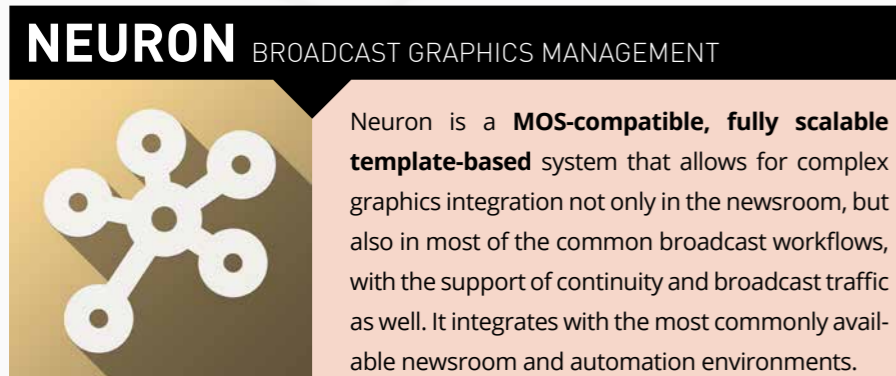 NEURON BROADCAST GRAPHICS MANAGEMENT
Neuron is a MOS-compatible, fully scalable
template-based system that allows for complex
graphics integration not only in the newsroom, but
also in most of the common broadcast workflows,
with the support of continuity and broadcast traffic
as well. It integrates with the most commonly avail-
able newsroom and automation environments.